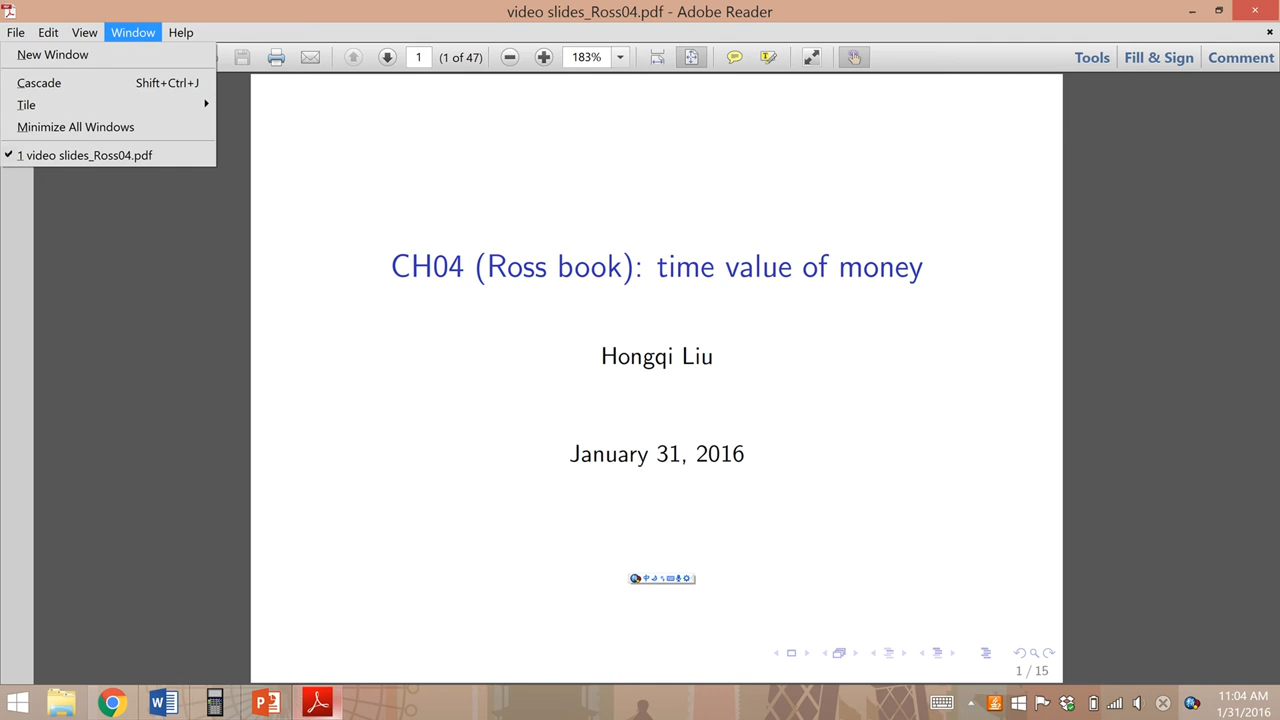 video slides_Ross04.pdf - Adobe Reader
File Edit View Window Help
New Window
Cascade Shift+Ctrl+J
Tile
Minimize All Windows
1 video slides_Ross04.pdf
1 (1 of 47) 183% Tools Fill & Sign Comment
CH04 (Ross book): time value of money
Hongqi Liu
January 31, 2016
中
1 / 15
11:04 AM
1/31/2016